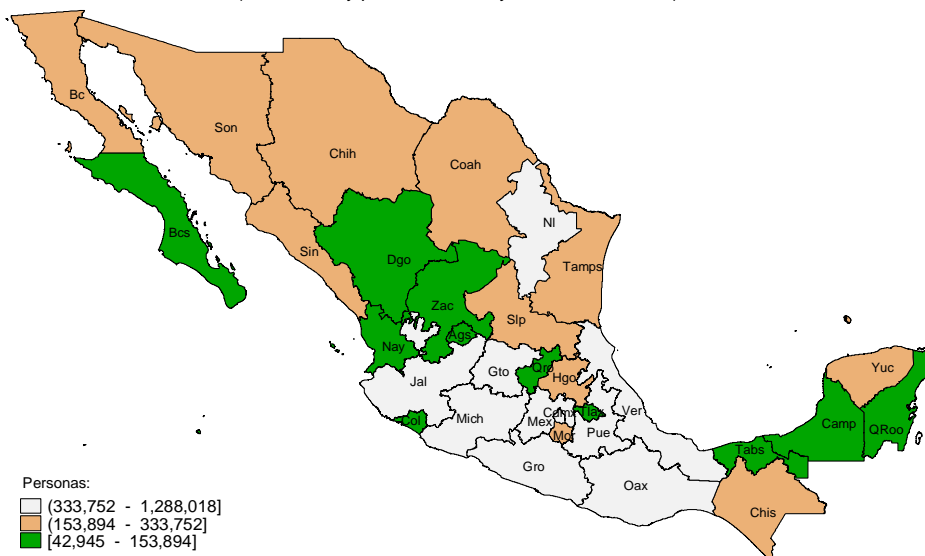 Bc
Son
Chih
Coah
Nl
Bcs
Sin
Dgo
Tamps
Zac
Slp
Nay
Ags
Jal
Gto
Qro
Hgo
Yuc
Col
Mich
Mex
Cdmx
Tlax
Ver
Mo
Pue
Camp
QRoo
Tabs
Gro
Oax
Chis
Personas:
(333,752 - 1,288,018]
(153,894 - 333,752]
[42,945 - 153,894]